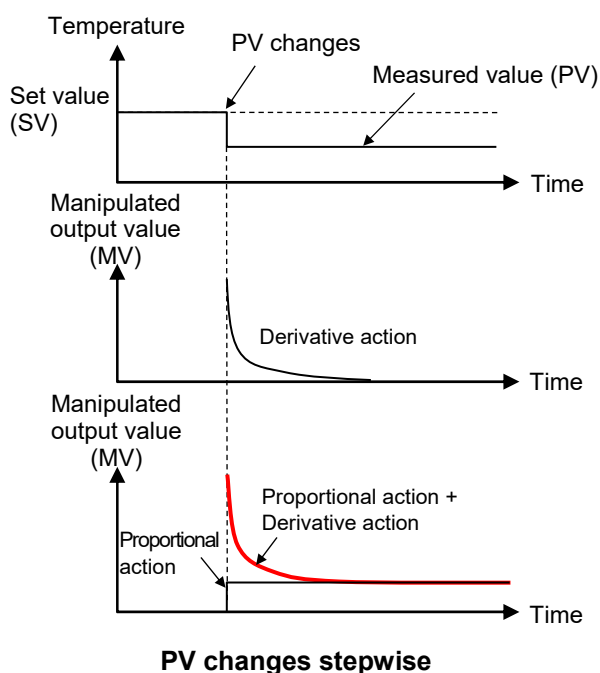 Temperature
PV changes
Measured value (PV)
Set value
(SV)
Time
Manipulated
output value
(MV)
Derivative action
Time
Manipulated
output value
(MV)
Proportional action +
Derivative action
Proportional
action
Time
PV changes stepwise